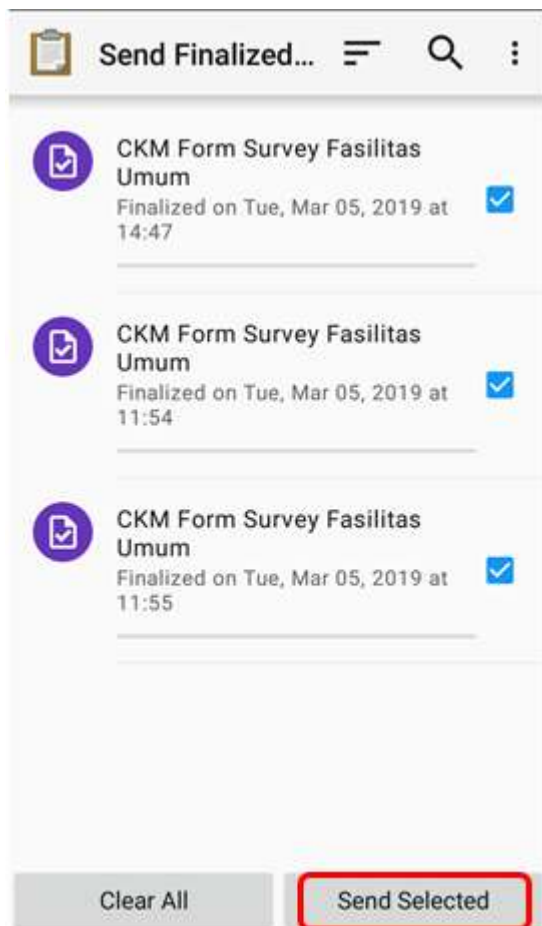 Send Finalized...
CKM Form Survey Fasilitas
Umum
Finalized on Tue, Mar 05, 2019 at
14:47
CKM Form Survey Fasilitas
Umum
Finalized on Tue, Mar 05, 2019 at
11:54
CKM Form Survey Fasilitas
Umum
Finalized on Tue, Mar 05, 2019 at
11:55
Clear All
Send Selected